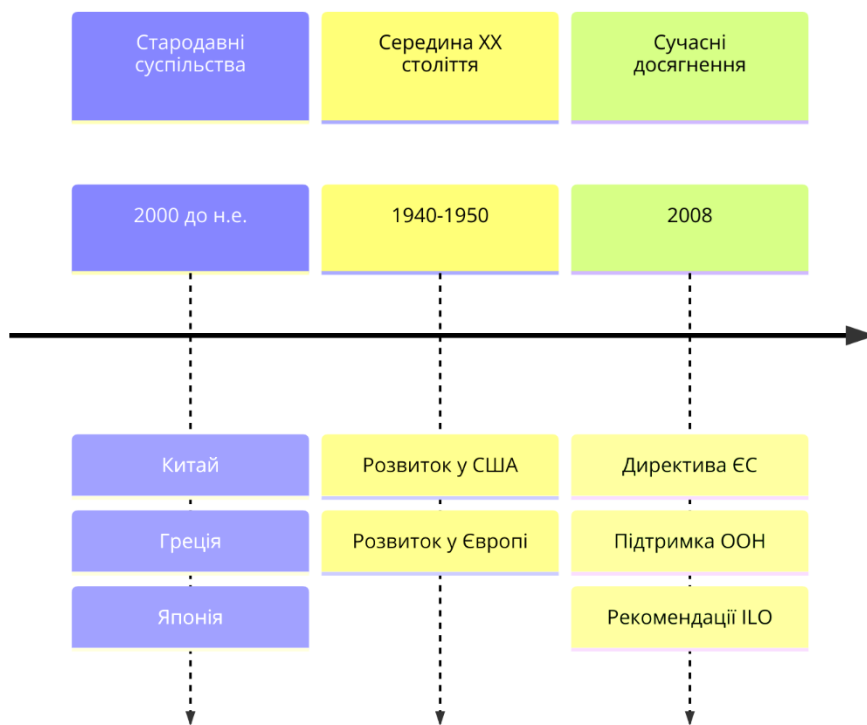 Стародавні
суспільства
Середина XX
століття
Сучасні
досягнення
2000 до н.е.
1940-1950
2008
Китай
Розвиток у США
Директива ЄС
Греція
Розвиток у Європі
Підтримка ООН
Японія
Рекомендації ILO